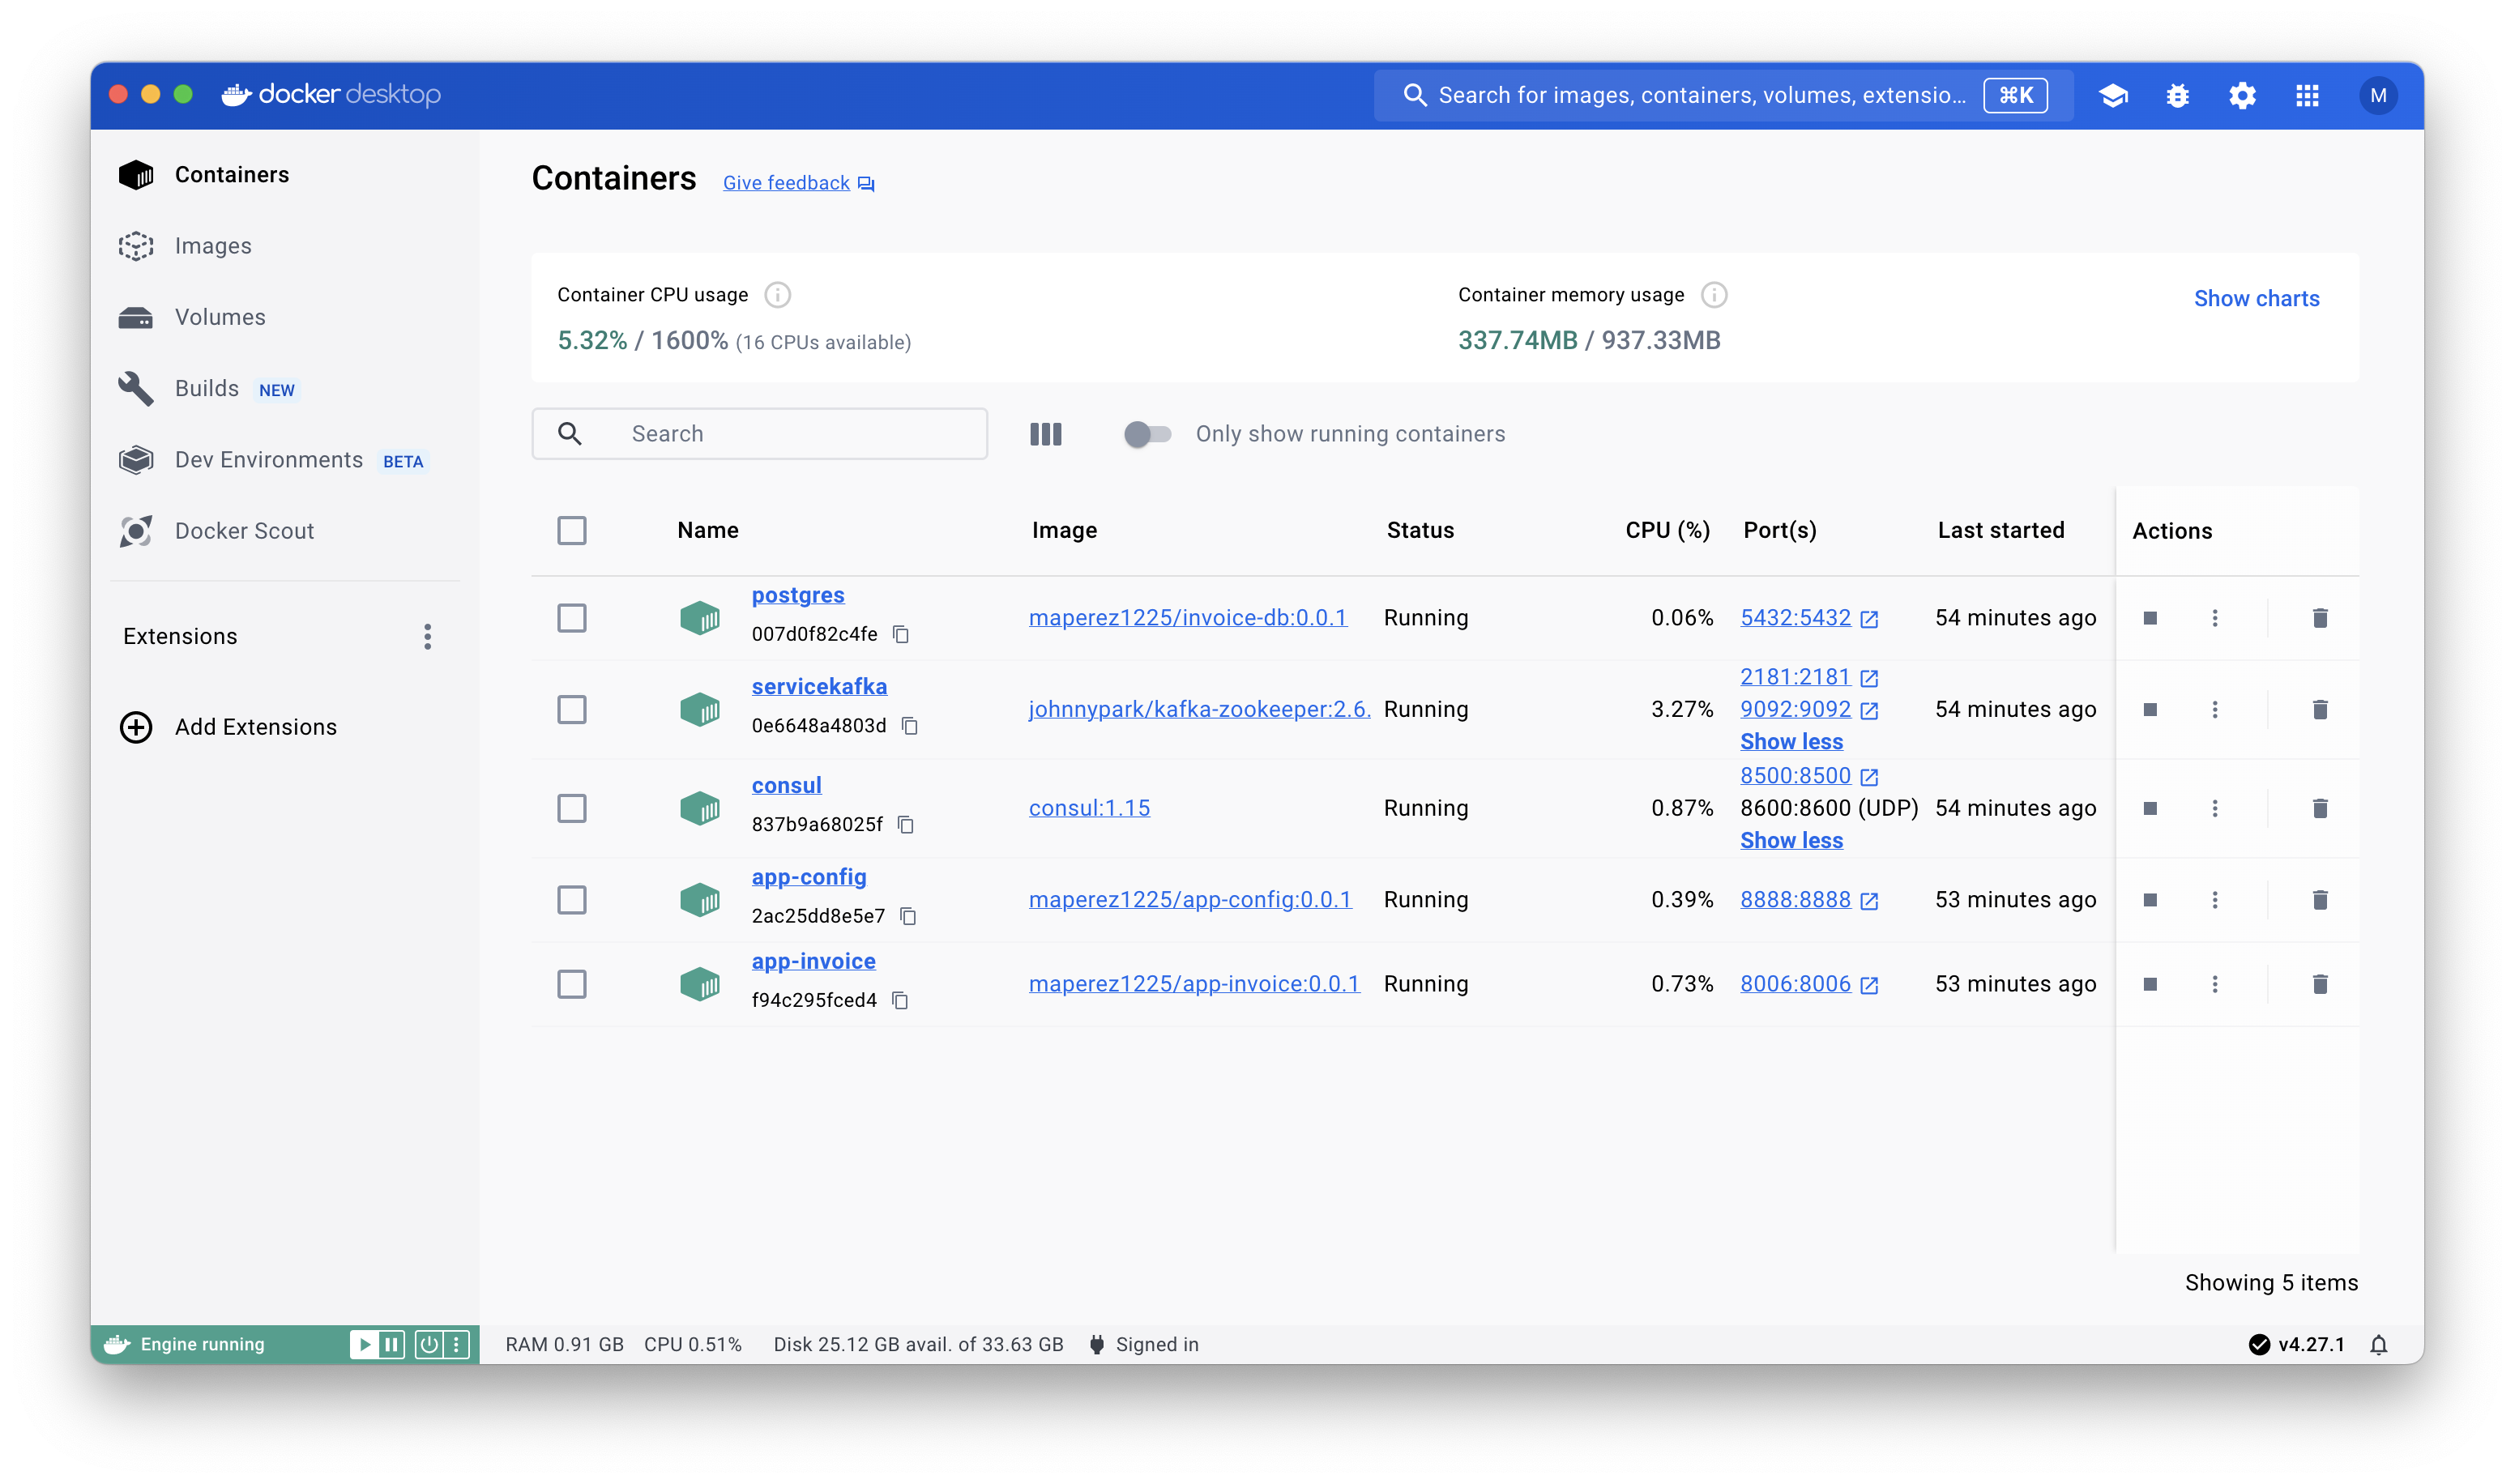 docker desktop
Search for images, containers, volumes, extensio... ⌘K
M
Containers
Images
Volumes
Builds NEW
Dev Environments BETA
Docker Scout
Extensions
Add Extensions
Containers Give feedback
Container CPU usage
5.32% / 1600% (16 CPUs available)
Container memory usage
337.74MB / 937.33MB
Show charts
Search
Only show running containers
Name Image Status CPU (%) Port(s) Last started Actions
postgres
007d0f82c4fe
maperez1225/invoice-db:0.0.1 Running 0.06% 5432:5432 54 minutes ago
servicekafka
0e6648a4803d
johnnypark/kafka-zookeeper:2.6. Running 3.27%
2181:2181
9092:9092
Show less
54 minutes ago
consul
837b9a68025f
consul:1.15 Running 0.87%
8500:8500
8600:8600 (UDP)
Show less
54 minutes ago
app-config
2ac25dd8e5e7
maperez1225/app-config:0.0.1 Running 0.39% 8888:8888 53 minutes ago
app-invoice
f94c295fced4
maperez1225/app-invoice:0.0.1 Running 0.73% 8006:8006 53 minutes ago
Showing 5 items
Engine running
RAM 0.91 GB CPU 0.51% Disk 25.12 GB avail. of 33.63 GB Signed in
v4.27.1